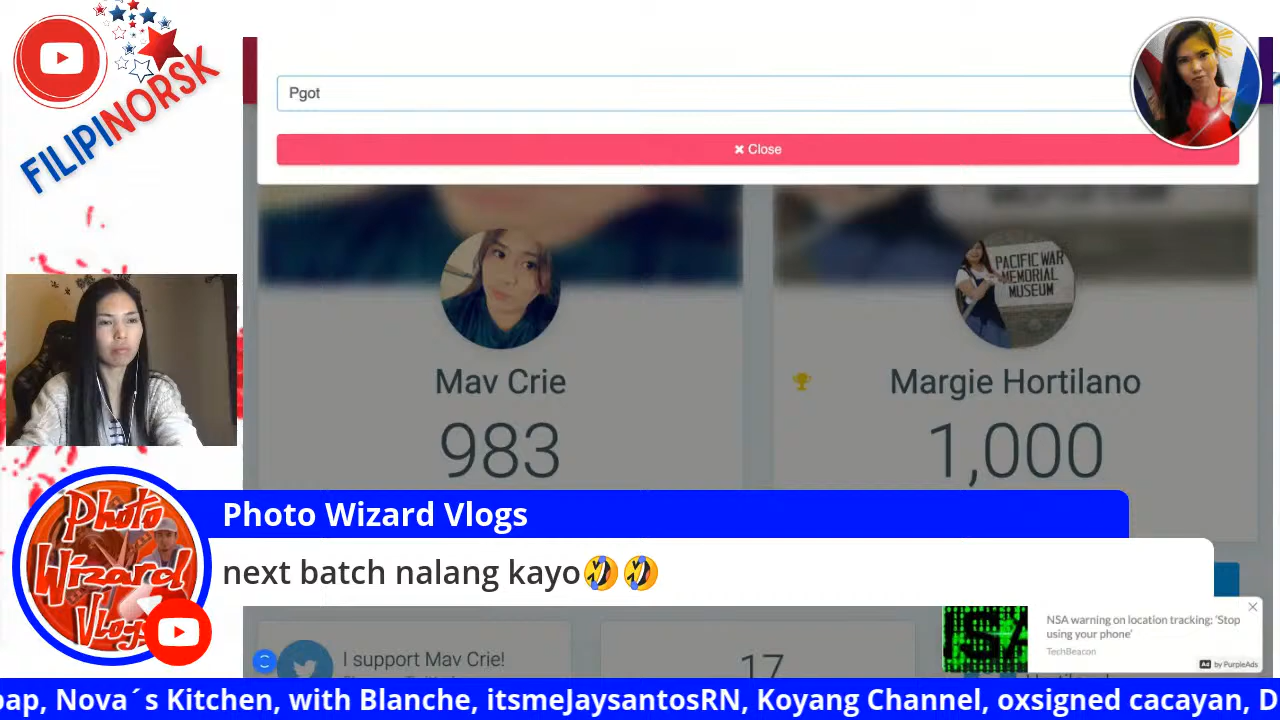 FILIPINORSK
Pgot
✖ Close
PACIFIC WAR
MEMORIAL
MUSEUM
Mav Crie
983
Margie Hortilano
1,000
Photo
Wizard
Vlogs
Photo Wizard Vlogs
next batch nalang kayo🤣🤣
I support Mav Crie!
17
NSA warning on location tracking: 'Stop
using your phone'
TechBeacon
Ad by PurpleAds
pap, Nova´s Kitchen, with Blanche, itsmeJaysantosRN, Koyang Channel, oxsigned cacayan, D